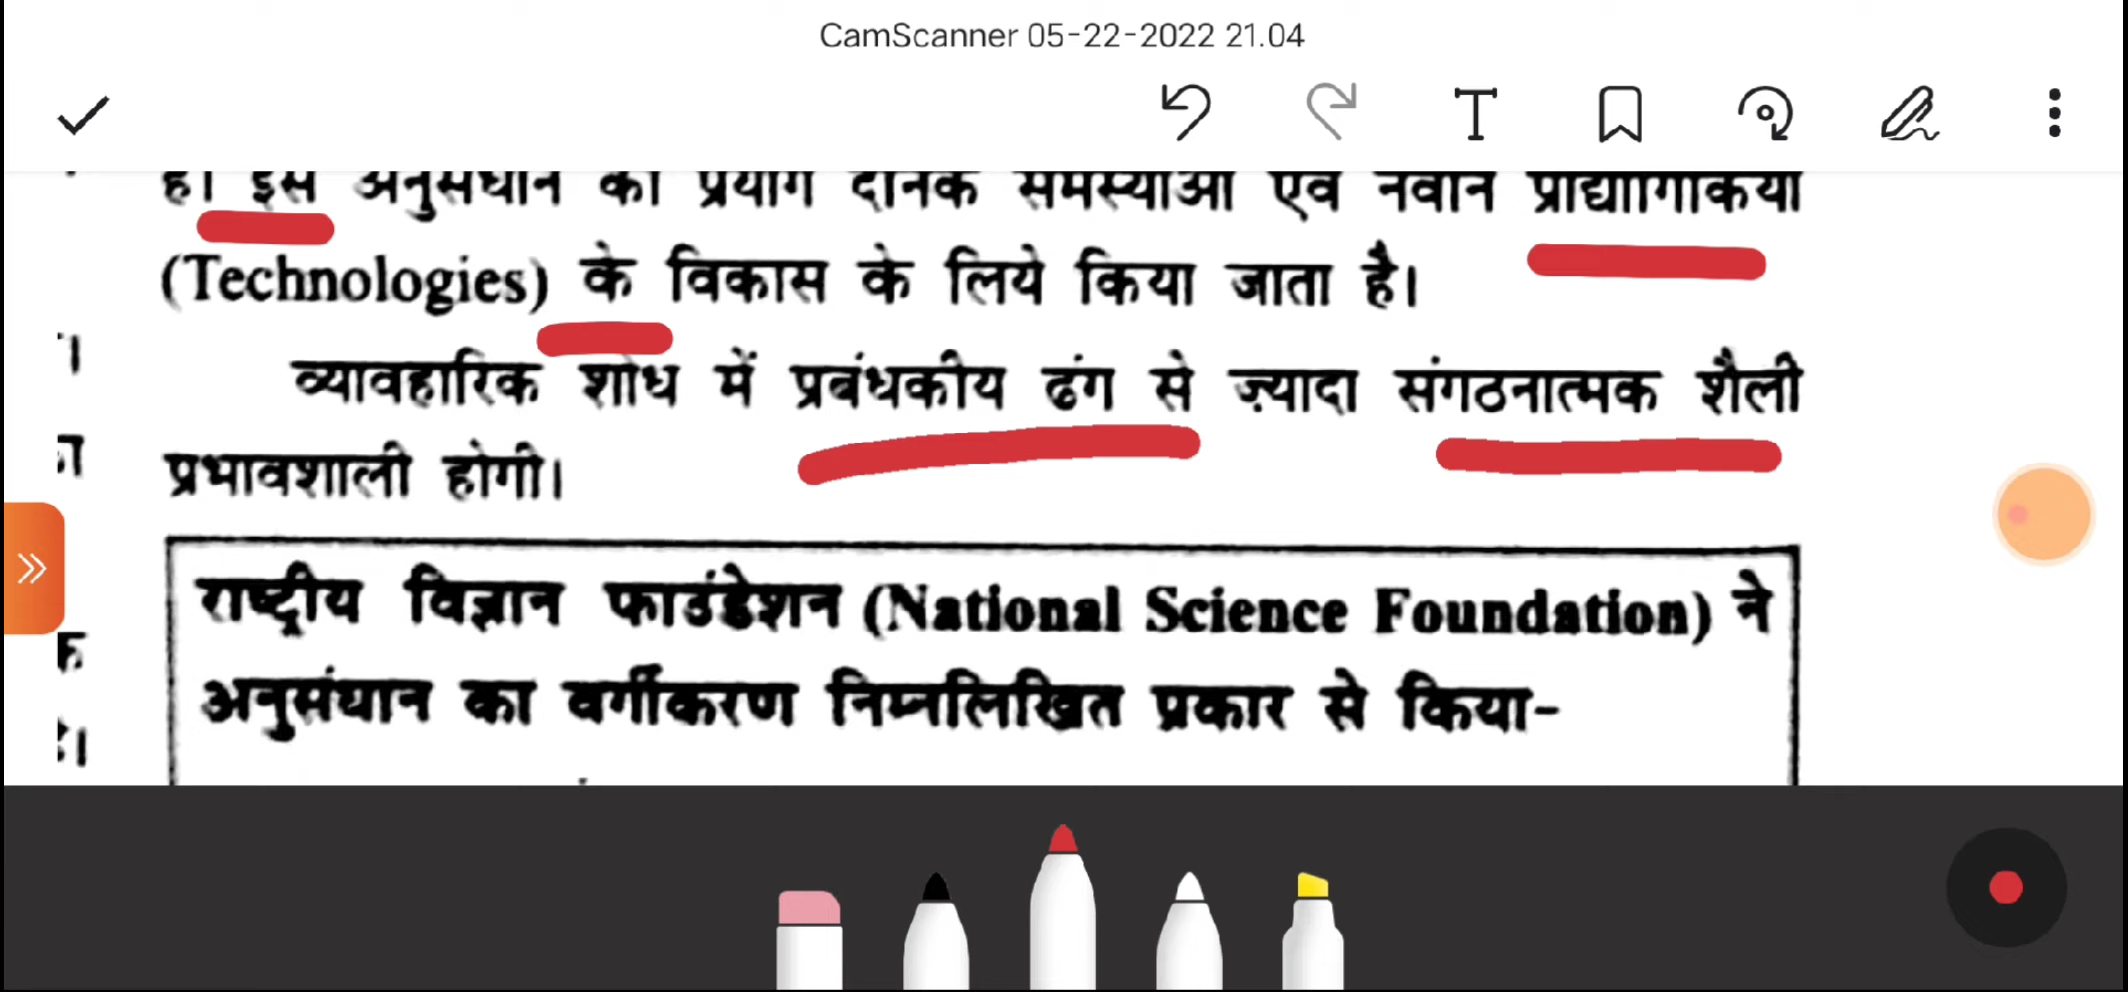 CamScanner 05-22-2022 21.04
है। इस अनुसंधान का प्रयोग दैनिक समस्याओं एवं नवीन प्रौद्योगिकियों
(Technologies) के विकास के लिये किया जाता है।
व्यावहारिक शोध में प्रबंधकीय ढंग से ज़्यादा संगठनात्मक शैली
प्रभावशाली होगी।
राष्ट्रीय विज्ञान फाउंडेशन (National Science Foundation) ने
अनुसंधान का वर्गीकरण निम्नलिखित प्रकार से किया-